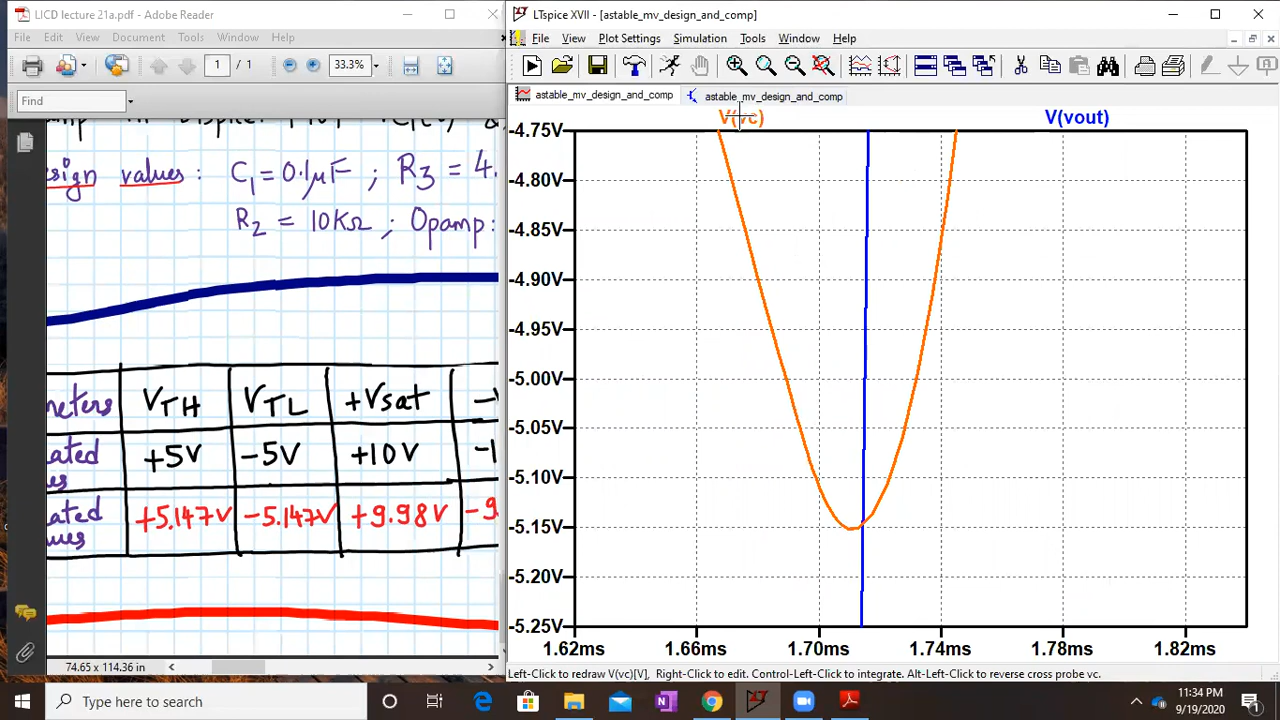 LICD lecture 21a.pdf - Adobe Reader
File Edit View Document Tools Window Help
1 / 1 33.3%
Find
sign values : C1 = 0.1µF ; R3 = 4.
R2 = 10KΩ ; Opamp:
meters VTH VTL +Vsat -V
ated +5V -5V +10V -1
es
ated +5.147V -5.147V +9.98V -9
ues
74.65 x 114.36 in
LTspice XVII - [astable_mv_design_and_comp]
File View Plot Settings Simulation Tools Window Help
astable_mv_design_and_comp astable_mv_design_and_comp
V(vc) V(vout)
-4.75V
-4.80V
-4.85V
-4.90V
-4.95V
-5.00V
-5.05V
-5.10V
-5.15V
-5.20V
-5.25V
1.62ms 1.66ms 1.70ms 1.74ms 1.78ms 1.82ms
Left-Click to redraw V(vc)[V], Right-Click to edit. Control-Left-Click to integrate. Alt-Left-Click to reverse cross probe vc.
Type here to search
11:34 PM
9/19/2020